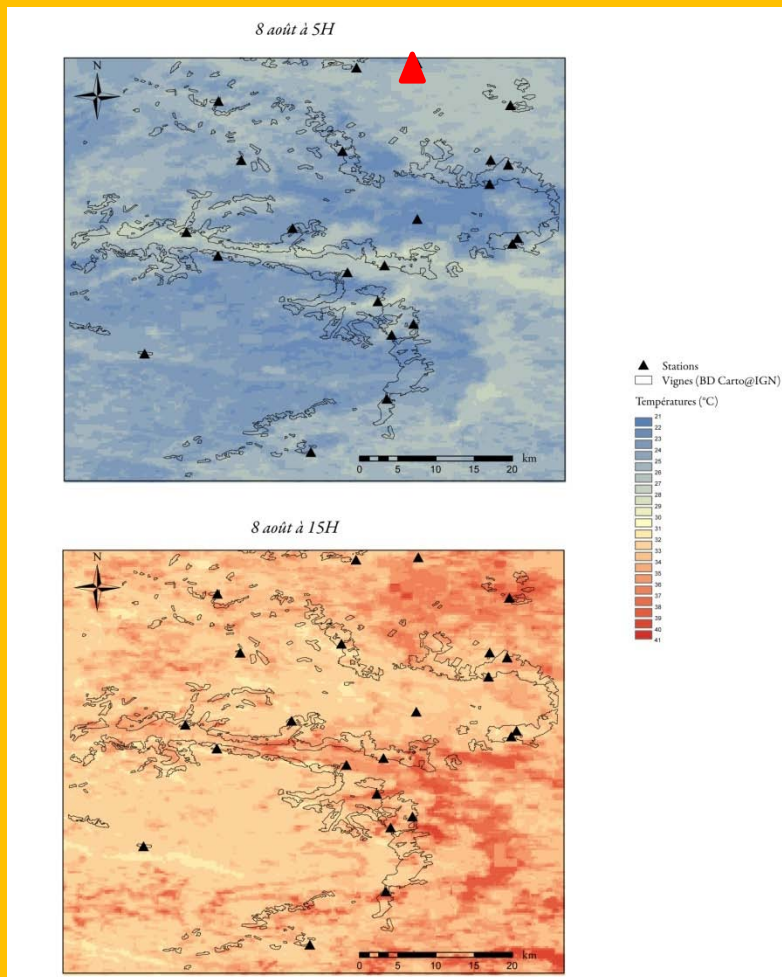 8 août à 5H
N
0 5 10 15 20
km
Stations
Vignes (BD Carto@IGN)
Températures (°C)
21
22
23
24
25
26
27
28
29
30
31
32
33
34
35
36
37
38
39
40
41
8 août à 15H
N
0 5 10 15 20
km